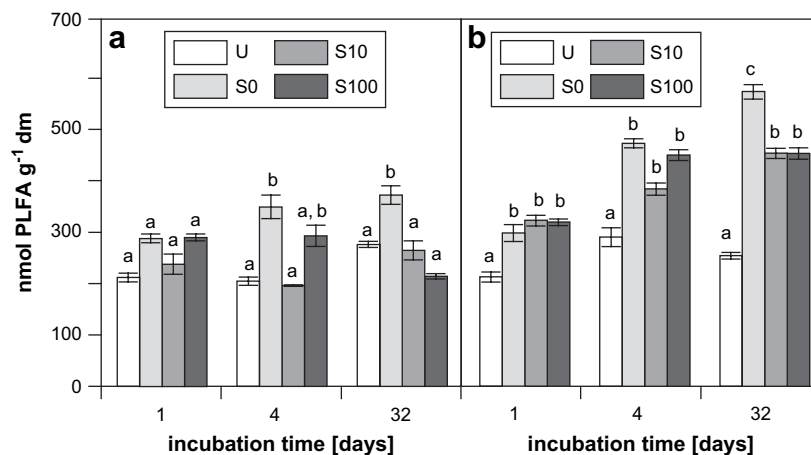 700
500
300
100
0
nmol PLFA g⁻¹ dm
a
U
S10
S0
S100
a
a
a
a
a
b
a
a, b
a
b
a
a
1
4
32
incubation time [days]
b
U
S10
S0
S100
a
b
b
b
a
b
b
b
a
c
b
b
1
4
32
incubation time [days]